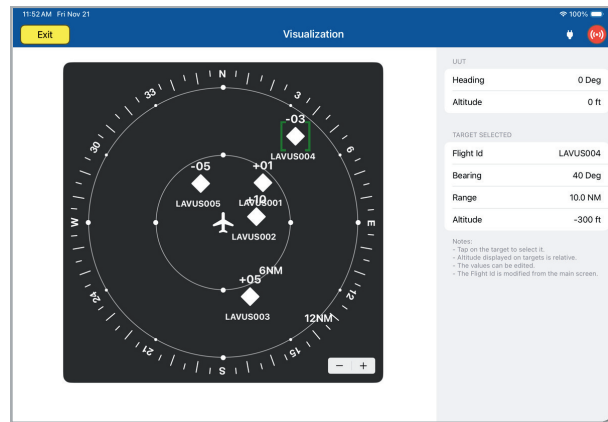 11:52 AM Fri Nov 21
100%
Exit
Visualization
N
3
6
E
12
15
S
21
24
W
30
33
-03
LAVUS004
-05
+01
LAVUS005
LAVUS001
+10
LAVUS002
6NM
+05
LAVUS003
12NM
− +
UUT
Heading 0 Deg
Altitude 0 ft
TARGET SELECTED
Flight Id LAVUS004
Bearing 40 Deg
Range 10.0 NM
Altitude -300 ft
Notes:
- Tap on the target to select it.
- Altitude displayed on targets is relative.
- The values can be edited.
- The Flight Id is modified from the main screen.